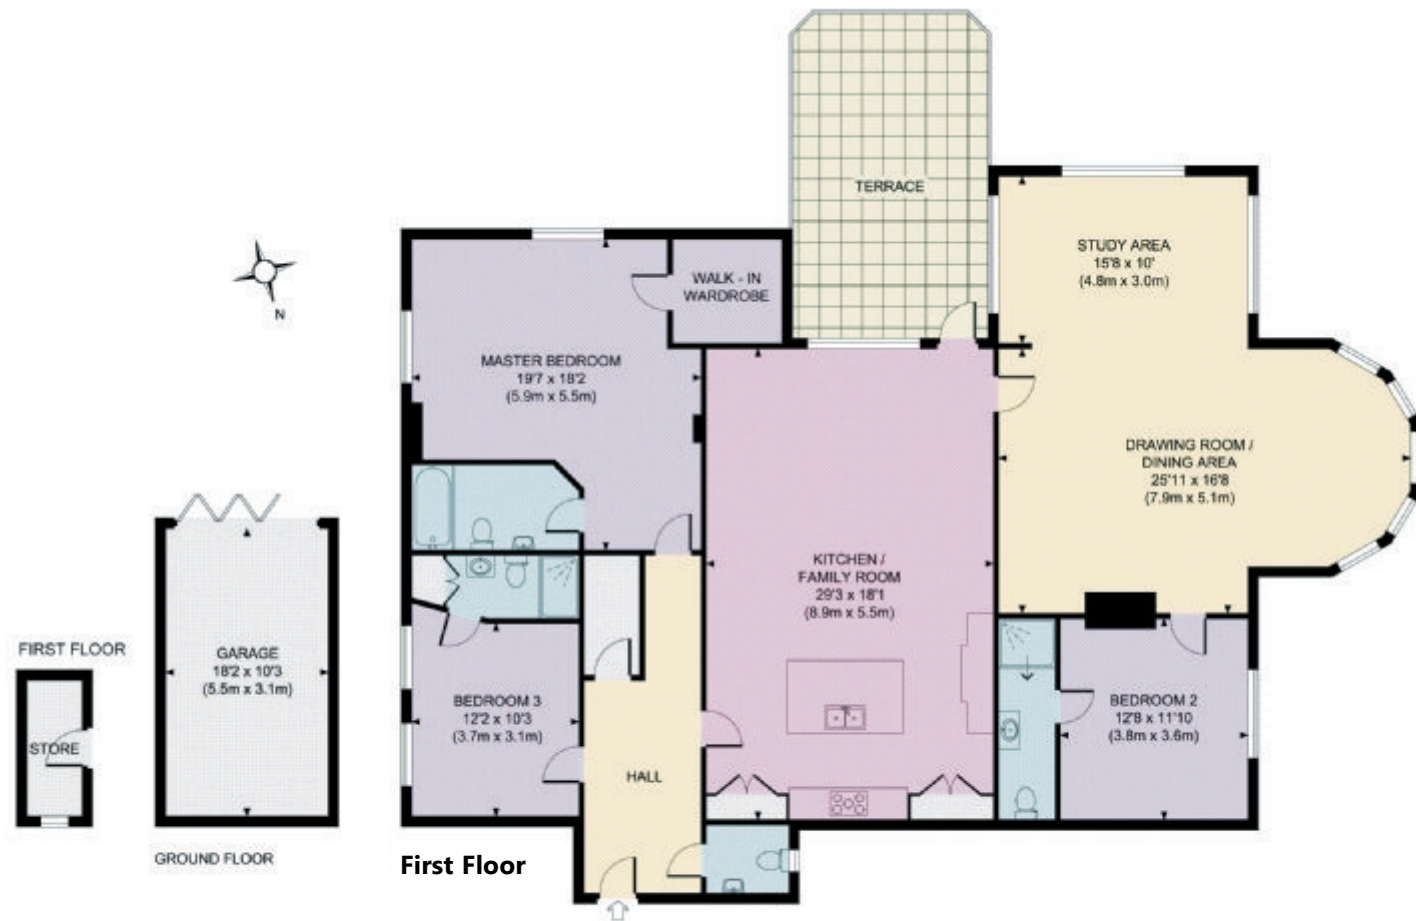 TERRACE
STUDY AREA
15'8 x 10'
(4.8m x 3.0m)
WALK - IN
WARDROBE
N
MASTER BEDROOM
19'7 x 18'2
(5.9m x 5.5m)
DRAWING ROOM /
DINING AREA
25'11 x 16'8
(7.9m x 5.1m)
KITCHEN /
FAMILY ROOM
29'3 x 18'1
(8.9m x 5.5m)
FIRST FLOOR
STORE
GARAGE
18'2 x 10'3
(5.5m x 3.1m)
GROUND FLOOR
BEDROOM 3
12'2 x 10'3
(3.7m x 3.1m)
HALL
BEDROOM 2
12'8 x 11'10
(3.8m x 3.6m)
First Floor